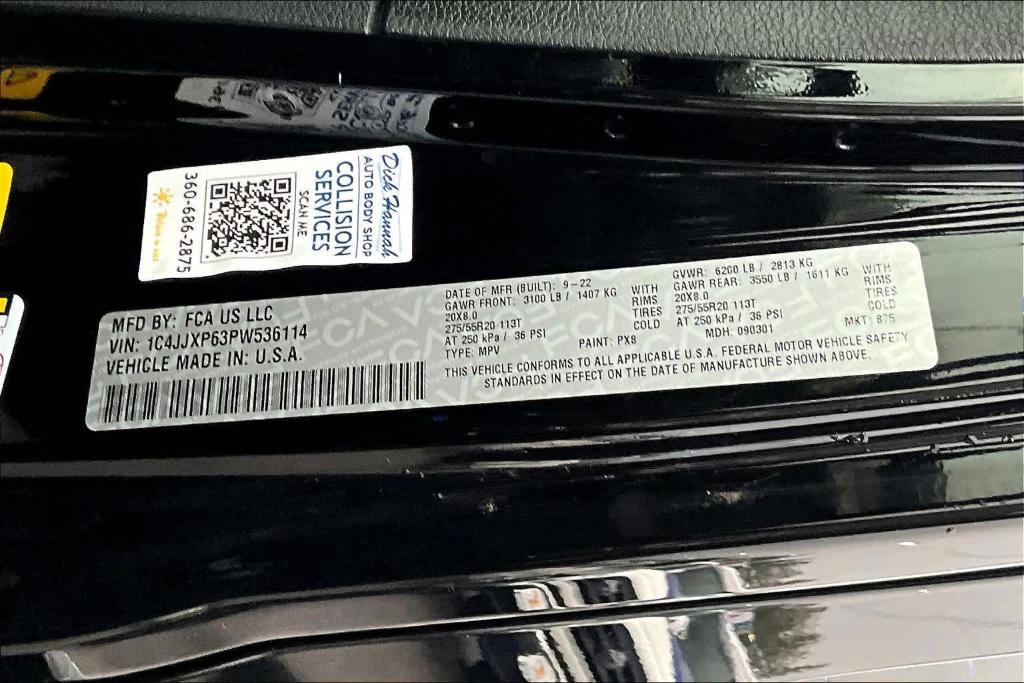 Dick Hannah
AUTO BODY SHOP
COLLISION
SERVICES
SCAN ME
360-686-2875
MFD BY: FCA US LLC
VIN: 1C4JJXP63PW536114
VEHICLE MADE IN U.S.A.
DATE OF MFR (BUILT): 9-22
GAWR FRONT: 3100 LB / 1407 KG WITH
20X8.0 RIMS
275/55R20 113T TIRES
AT 250 kPa / 36 PSI COLD
TYPE: MPV PAINT: PX8
GVWR: 6200 LB / 2813 KG
GAWR REAR: 3550 LB / 1611 KG WITH
20X8.0 RIMS
275/55R20 113T TIRES
AT 250 kPa / 36 PSI COLD
MDH: 090301 MKT: B75
THIS VEHICLE CONFORMS TO ALL APPLICABLE U.S.A. FEDERAL MOTOR VEHICLE SAFETY
STANDARDS IN EFFECT ON THE DATE OF MANUFACTURE SHOWN ABOVE.